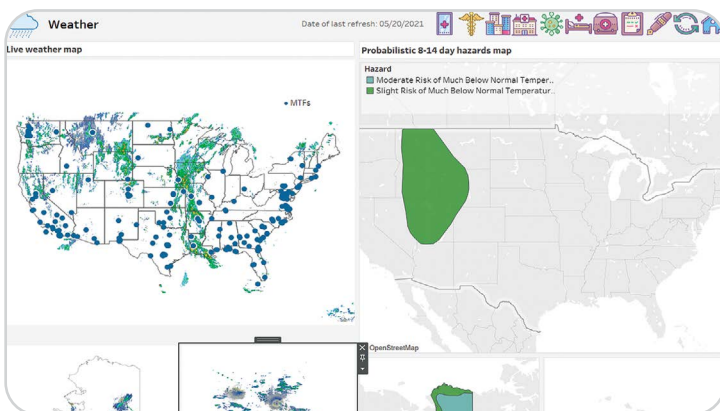 Weather
Date of last refresh: 05/20/2021
Live weather map
MTFs
Probabilistic 8-14 day hazards map
Hazard
Moderate Risk of Much Below Normal Temper..
Slight Risk of Much Below Normal Temperatur..
OpenStreetMap